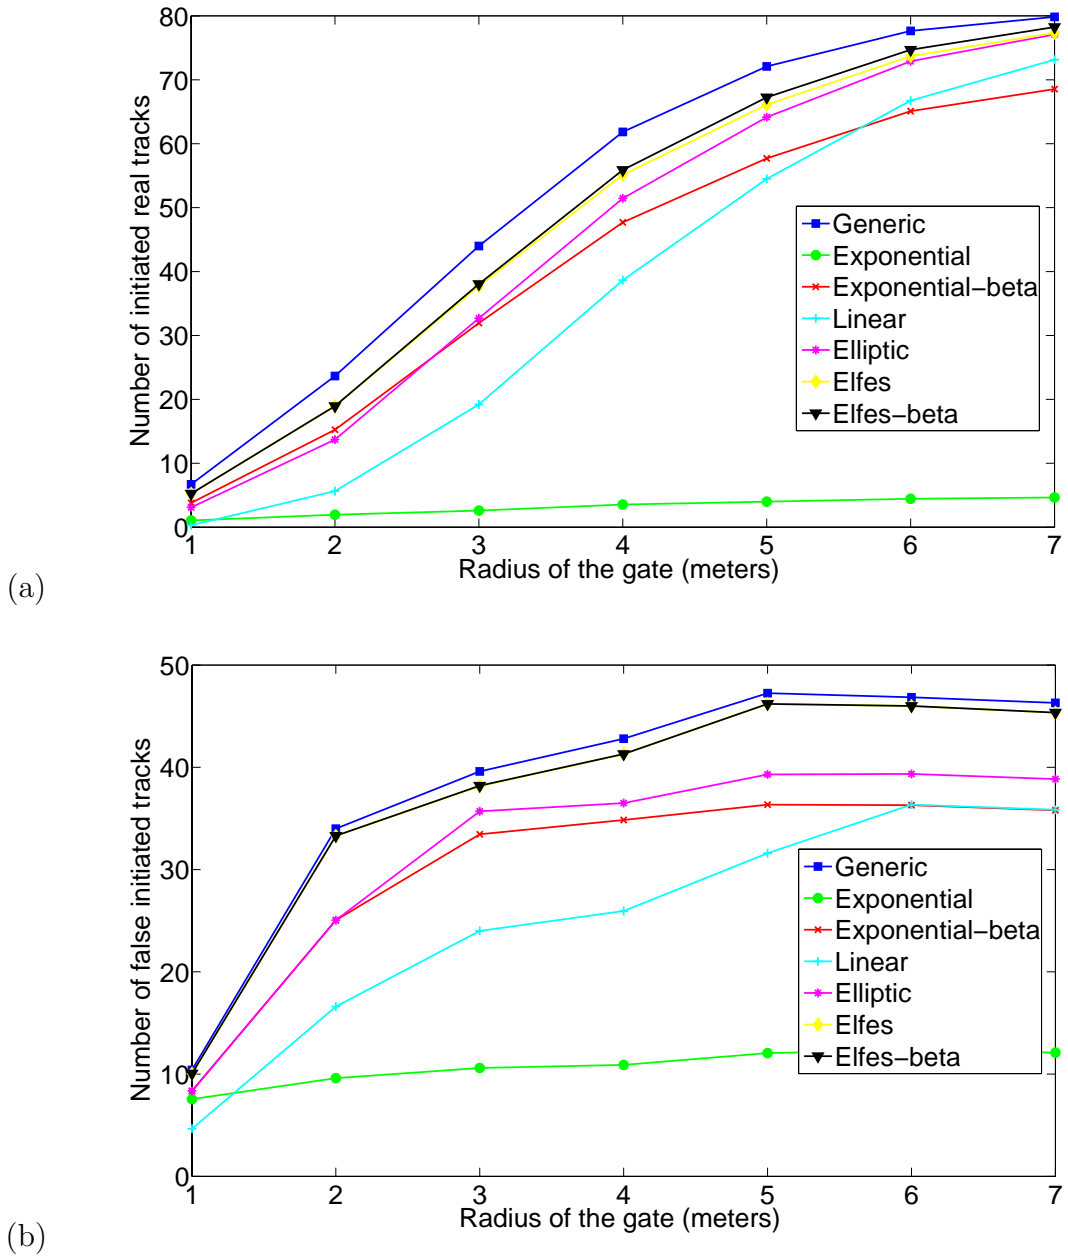 80
70
60
50
40
30
20
10
0
Number of initiated real tracks
Generic
Exponential
Exponential-beta
Linear
Elliptic
Elfes
Elfes-beta
1 2 3 4 5 6 7
Radius of the gate (meters)
(a)
50
40
30
20
10
0
Number of false initiated tracks
Generic
Exponential
Exponential-beta
Linear
Elliptic
Elfes
Elfes-beta
1 2 3 4 5 6 7
Radius of the gate (meters)
(b)